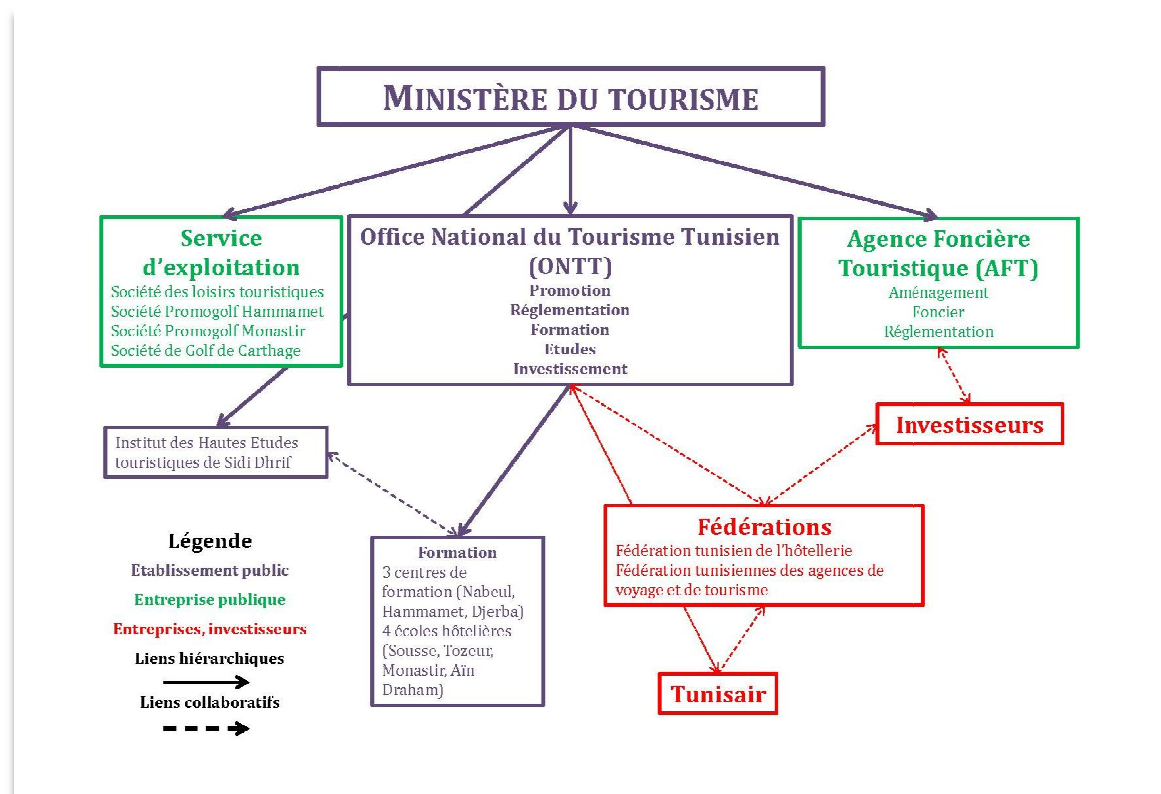 MINISTÈRE DU TOURISME
Service
d'exploitation
Société des loisirs touristiques
Société Promogolf Hammamet
Société Promogolf Monastir
Société de Golf de Carthage
Office National du Tourisme Tunisien
(ONTT)
Promotion
Réglementation
Formation
Etudes
Investissement
Agence Foncière
Touristique (AFT)
Aménagement
Foncier
Réglementation
Investisseurs
Institut des Hautes Etudes
touristiques de Sidi Dhrif
Formation
3 centres de
formation (Nabeul,
Hammamet, Djerba)
4 écoles hôtelières
(Sousse, Tozeur,
Monastir, Aïn
Draham)
Fédérations
Fédération tunisien de l'hôtellerie
Fédération tunisiennes des agences de
voyage et de tourisme
Tunisair
Légende
Etablissement public
Entreprise publique
Entreprises, investisseurs
Liens hiérarchiques
Liens collaboratifs